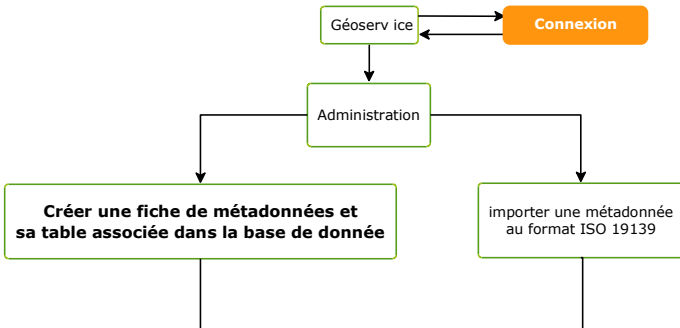 Géoserv ice
Connexion
Administration
Créer une fiche de métadonnées et
sa table associée dans la base de donnée
importer une métadonnée
au format ISO 19139